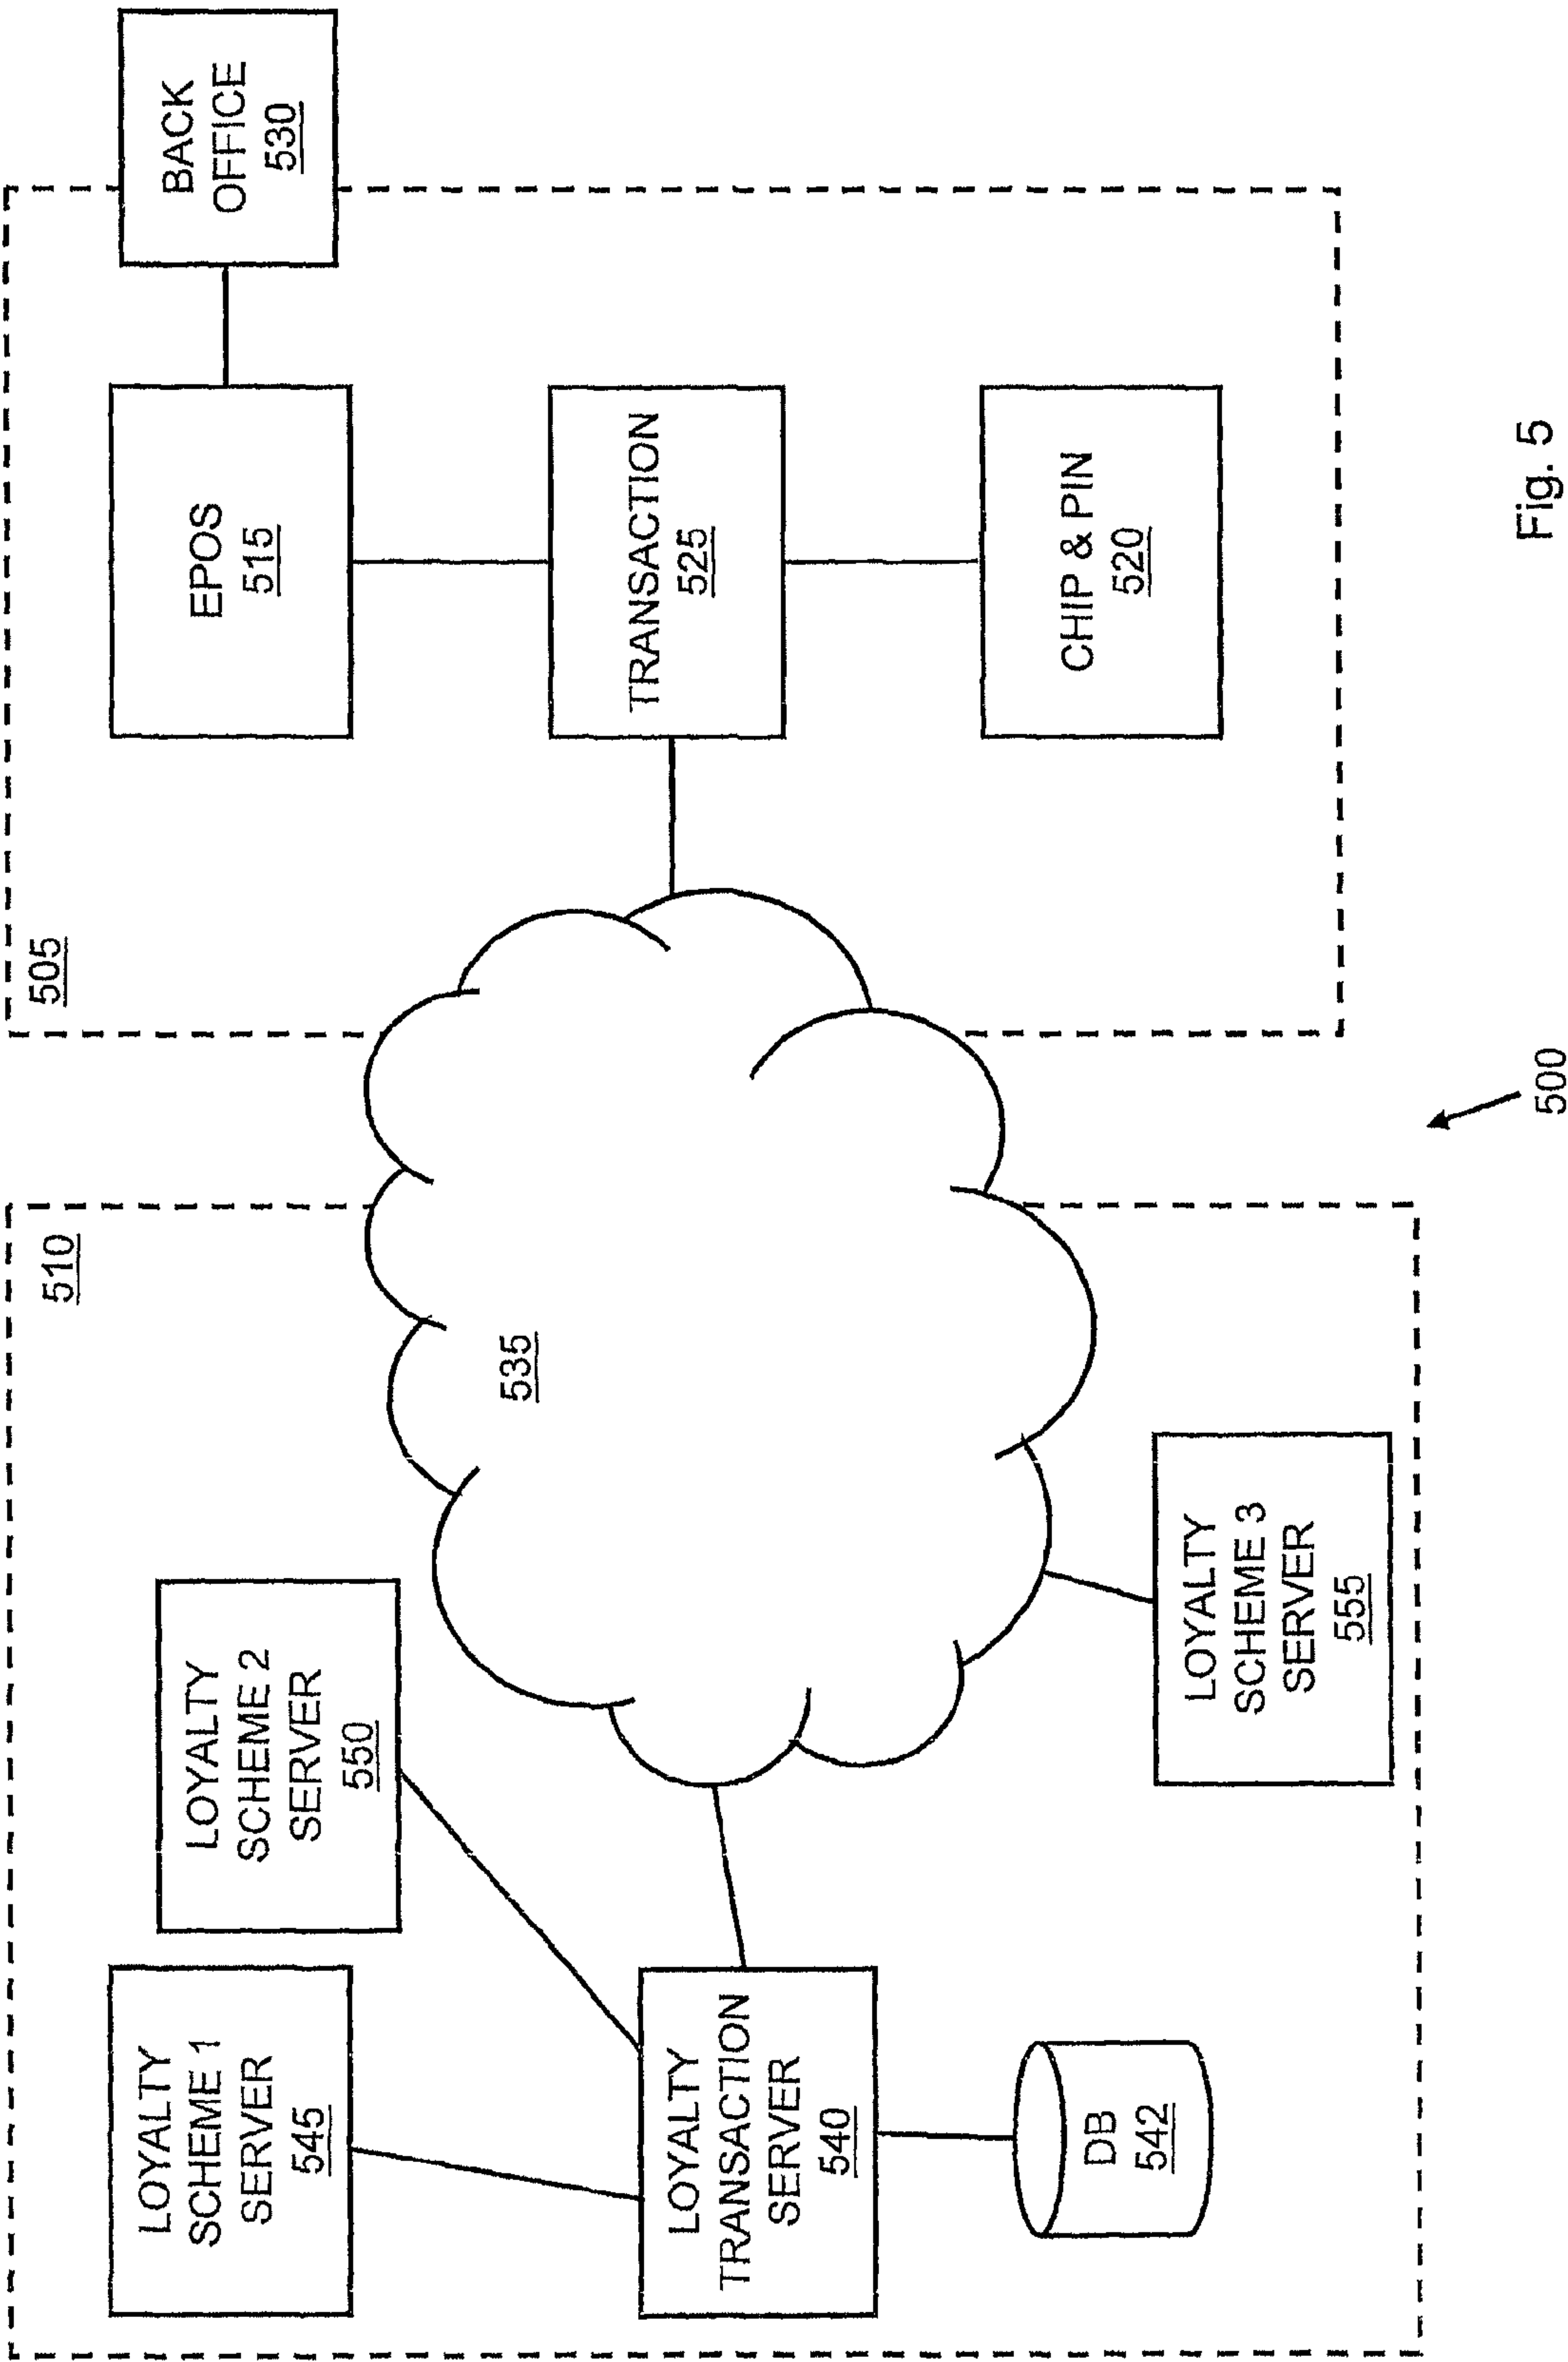 510
505
LOYALTY
SCHEME 1
SERVER
545
LOYALTY
SCHEME 2
SERVER
550
EPOS
515
BACK
OFFICE
530
535
LOYALTY
TRANSACTION
SERVER
540
TRANSACTION
525
DB
542
LOYALTY
SCHEME 3
SERVER
555
CHIP & PIN
520
500
Fig. 5